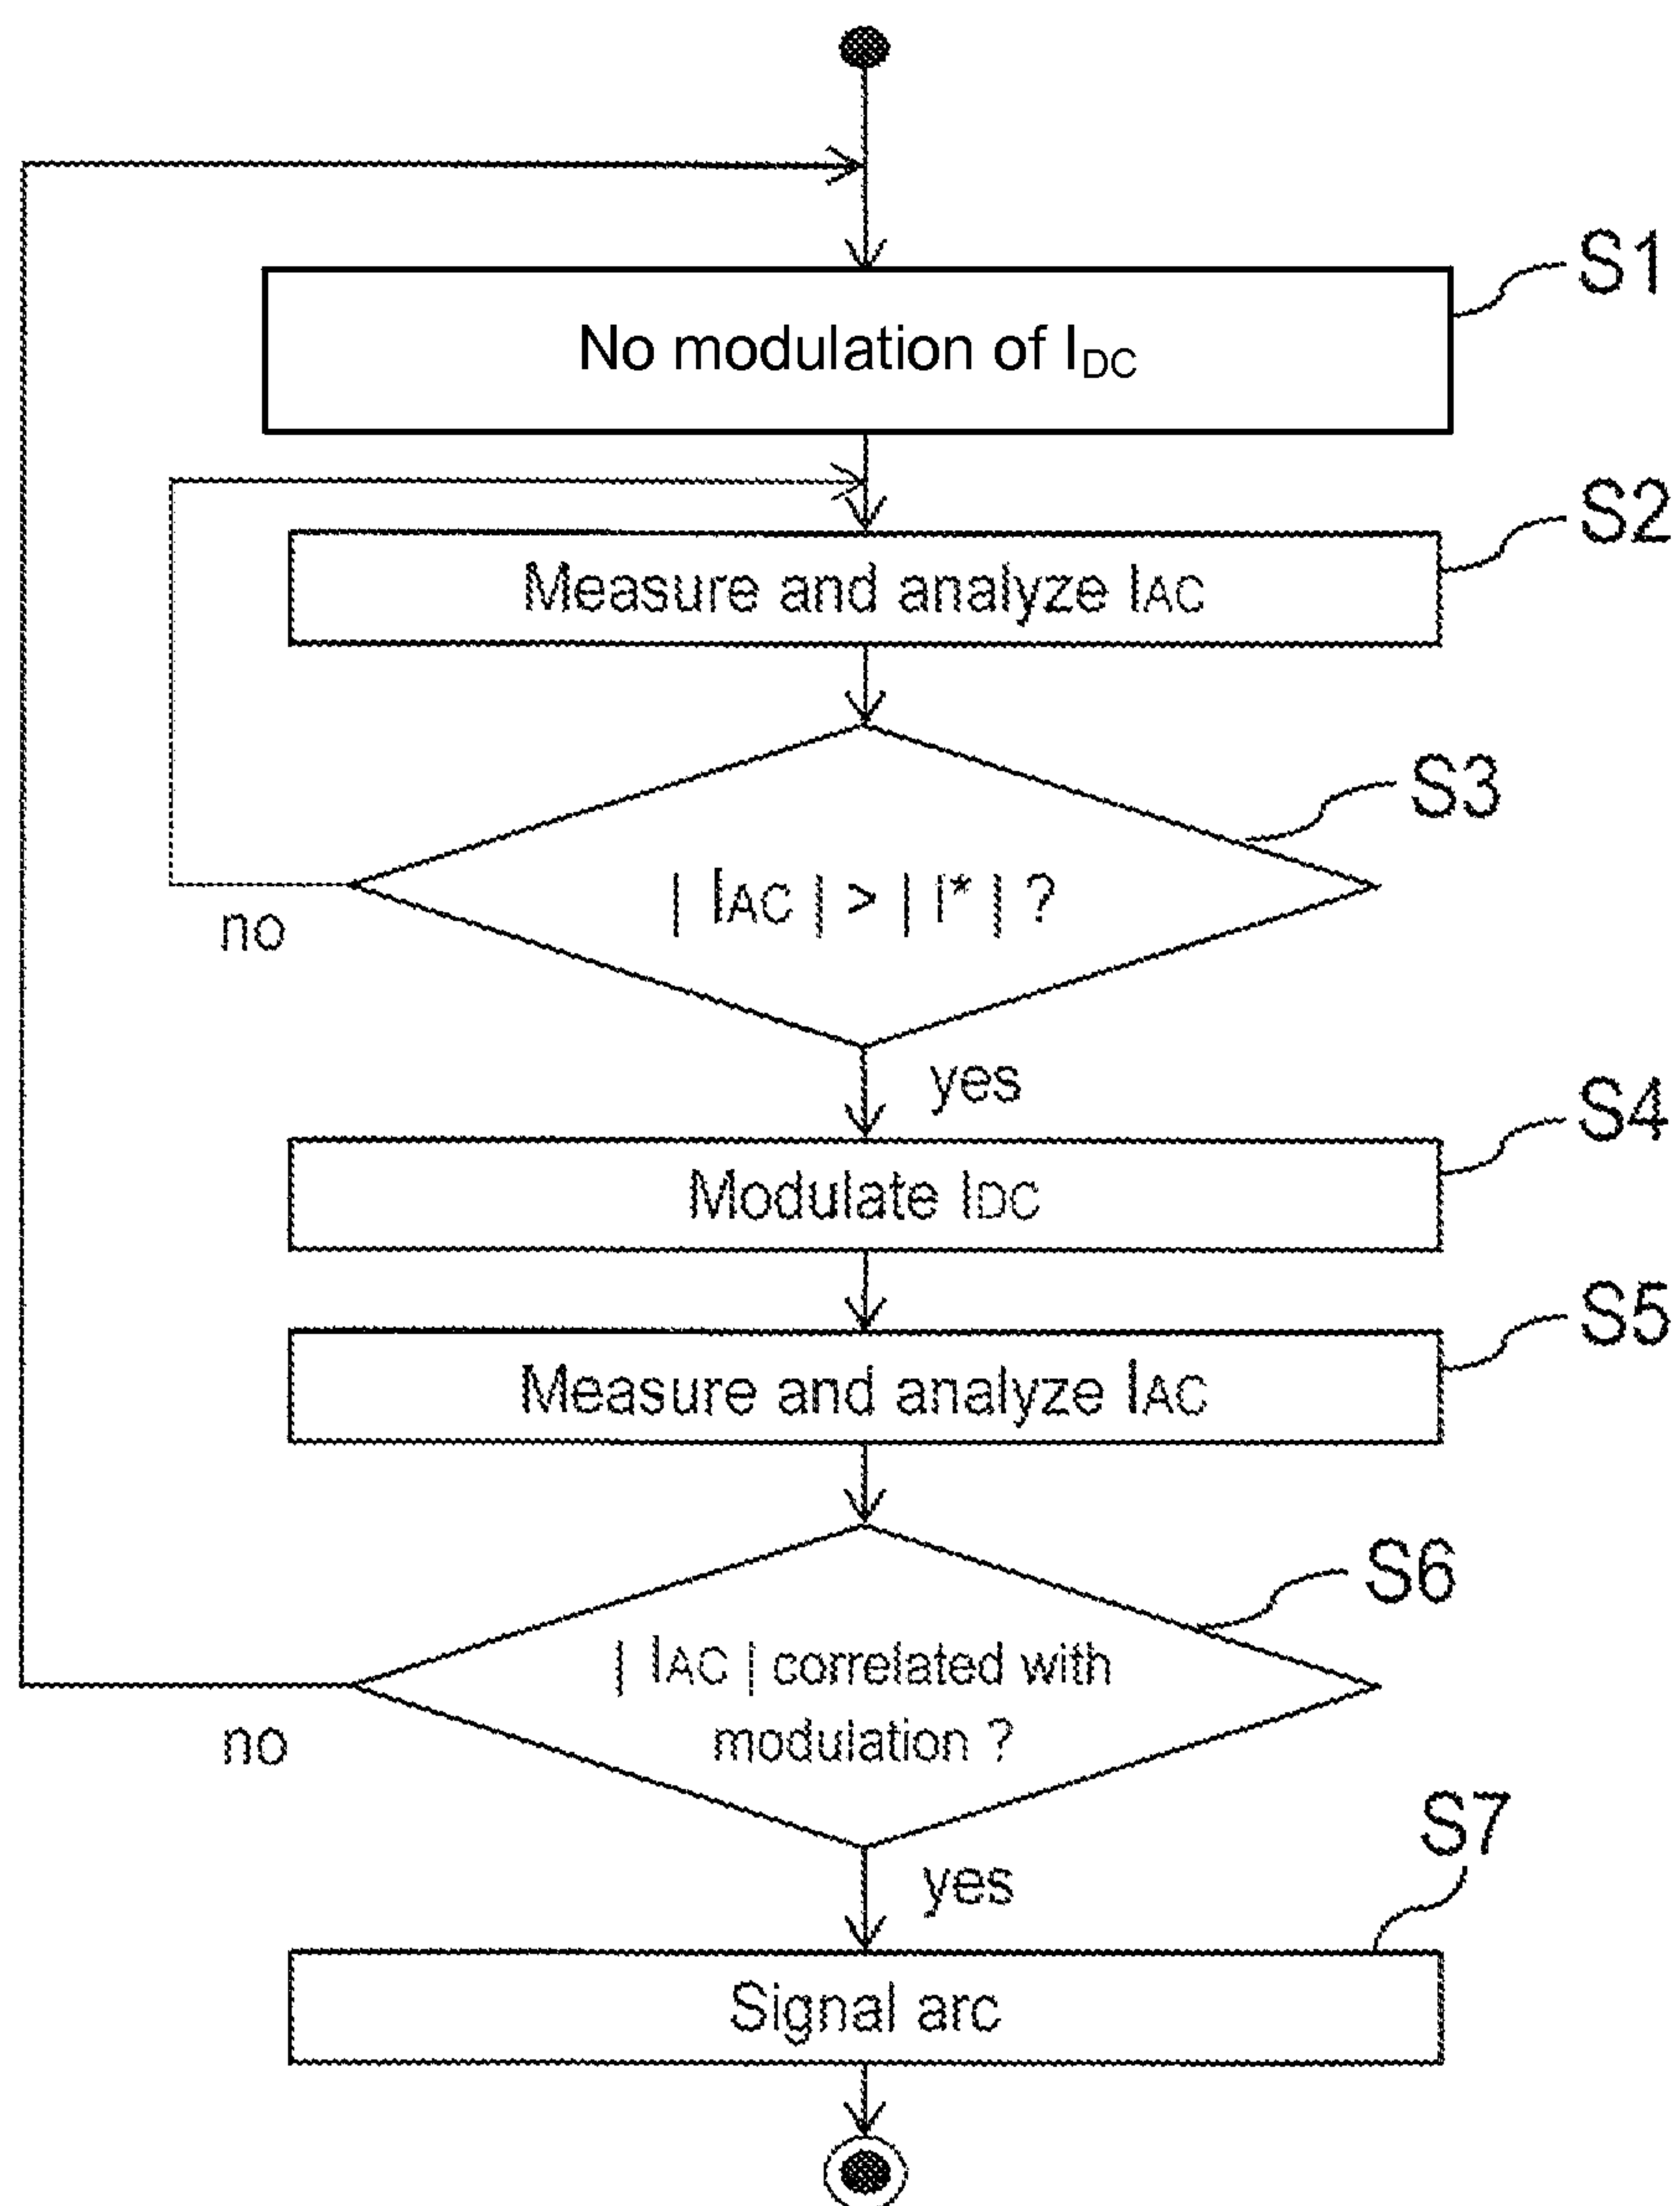 S1
No modulation of IDC
S2
Measure and analyze IAC
S3
| IAC | > | I* | ?
no
yes
S4
Modulate IDC
S5
Measure and analyze IAC
S6
| IAC | correlated with
modulation ?
no
yes
S7
Signal arc